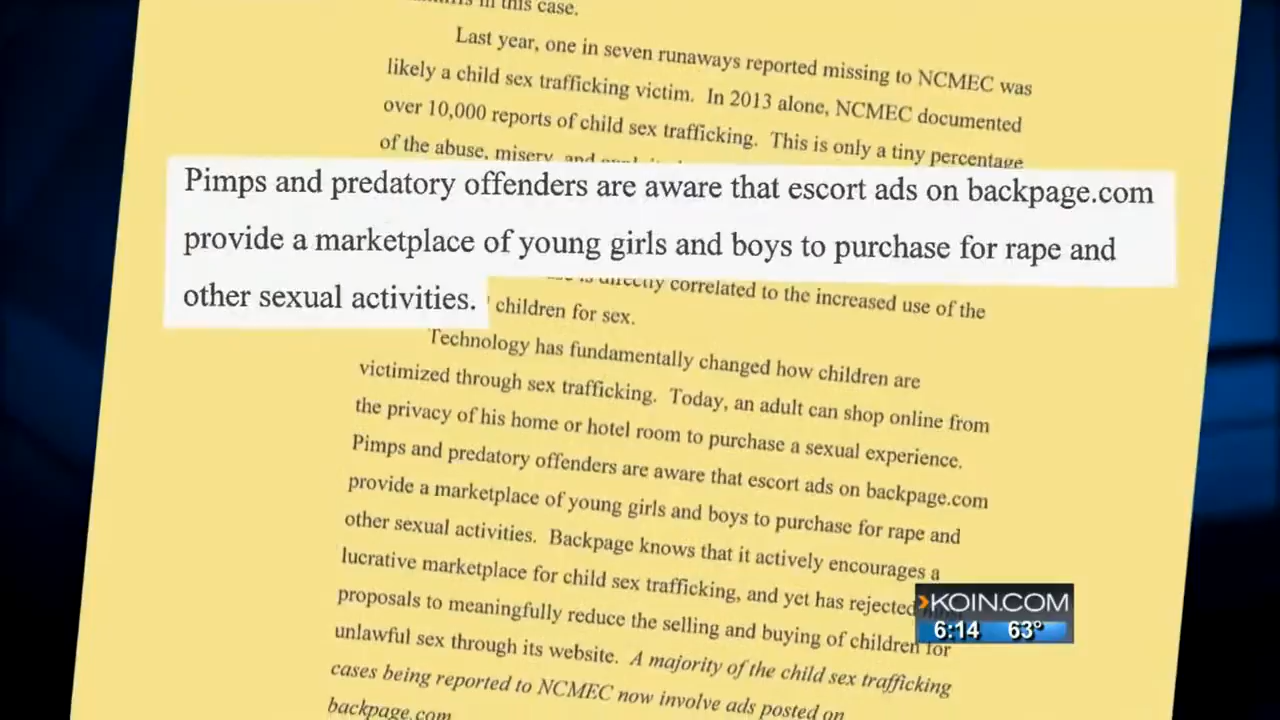 in this case.
Last year, one in seven runaways reported missing to NCMEC was
likely a child sex trafficking victim. In 2013 alone, NCMEC documented
over 10,000 reports of child sex trafficking. This is only a tiny percentage
of the abuse, misery, and
Pimps and predatory offenders are aware that escort ads on backpage.com
provide a marketplace of young girls and boys to purchase for rape and
other sexual activities.
is directly correlated to the increased use of the
children for sex.
Technology has fundamentally changed how children are
victimized through sex trafficking. Today, an adult can shop online from
the privacy of his home or hotel room to purchase a sexual experience.
Pimps and predatory offenders are aware that escort ads on backpage.com
provide a marketplace of young girls and boys to purchase for rape and
other sexual activities. Backpage knows that it actively encourages a
lucrative marketplace for child sex trafficking, and yet has rejected
proposals to meaningfully reduce the selling and buying of children for
unlawful sex through its website. A majority of the child sex trafficking
cases being reported to NCMEC now involve ads posted on
backpage.com
KOIN.COM
6:14 63°